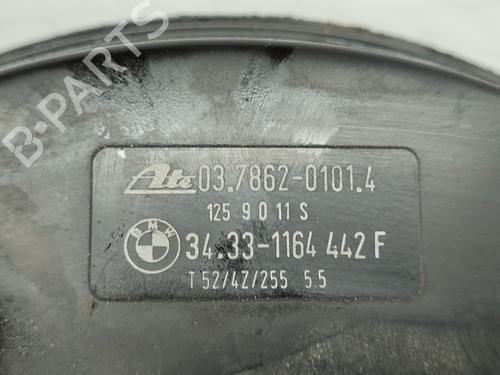 B-PARTS
Ate 03.7862-0101.4
125 9 0 11 S
BMW 34.33-1164 442 F
T 52/4Z/255 5.5